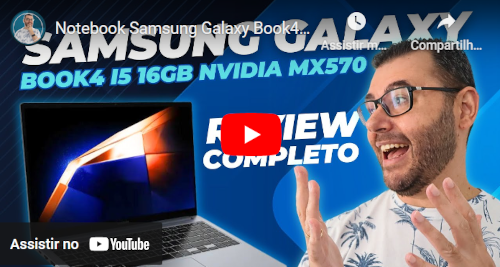 Notebook Samsung Galaxy Book4...
SAMSUNG GALAXY
Assistir m...
Compartilh...
BOOK4 I5 16GB NVIDIA MX570
REVIEW
COMPLETO
Assistir no YouTube